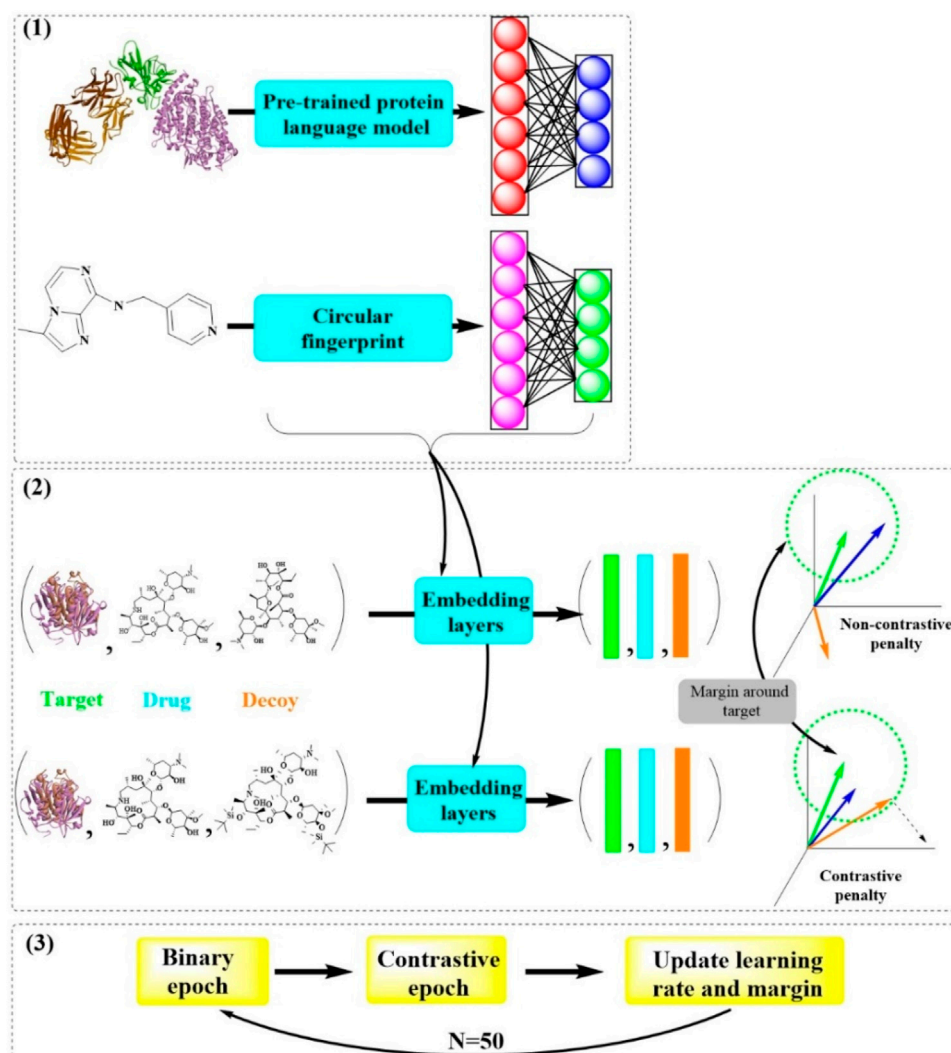 (1)
Pre-trained protein
language model
N
N
N
N
N
Circular
fingerprint
(2)
Embedding
layers
Non-contrastive
penalty
Target
Drug
Decoy
Margin around
target
Embedding
layers
Contrastive
penalty
(3)
Binary
epoch
Contrastive
epoch
Update learning
rate and margin
N=50